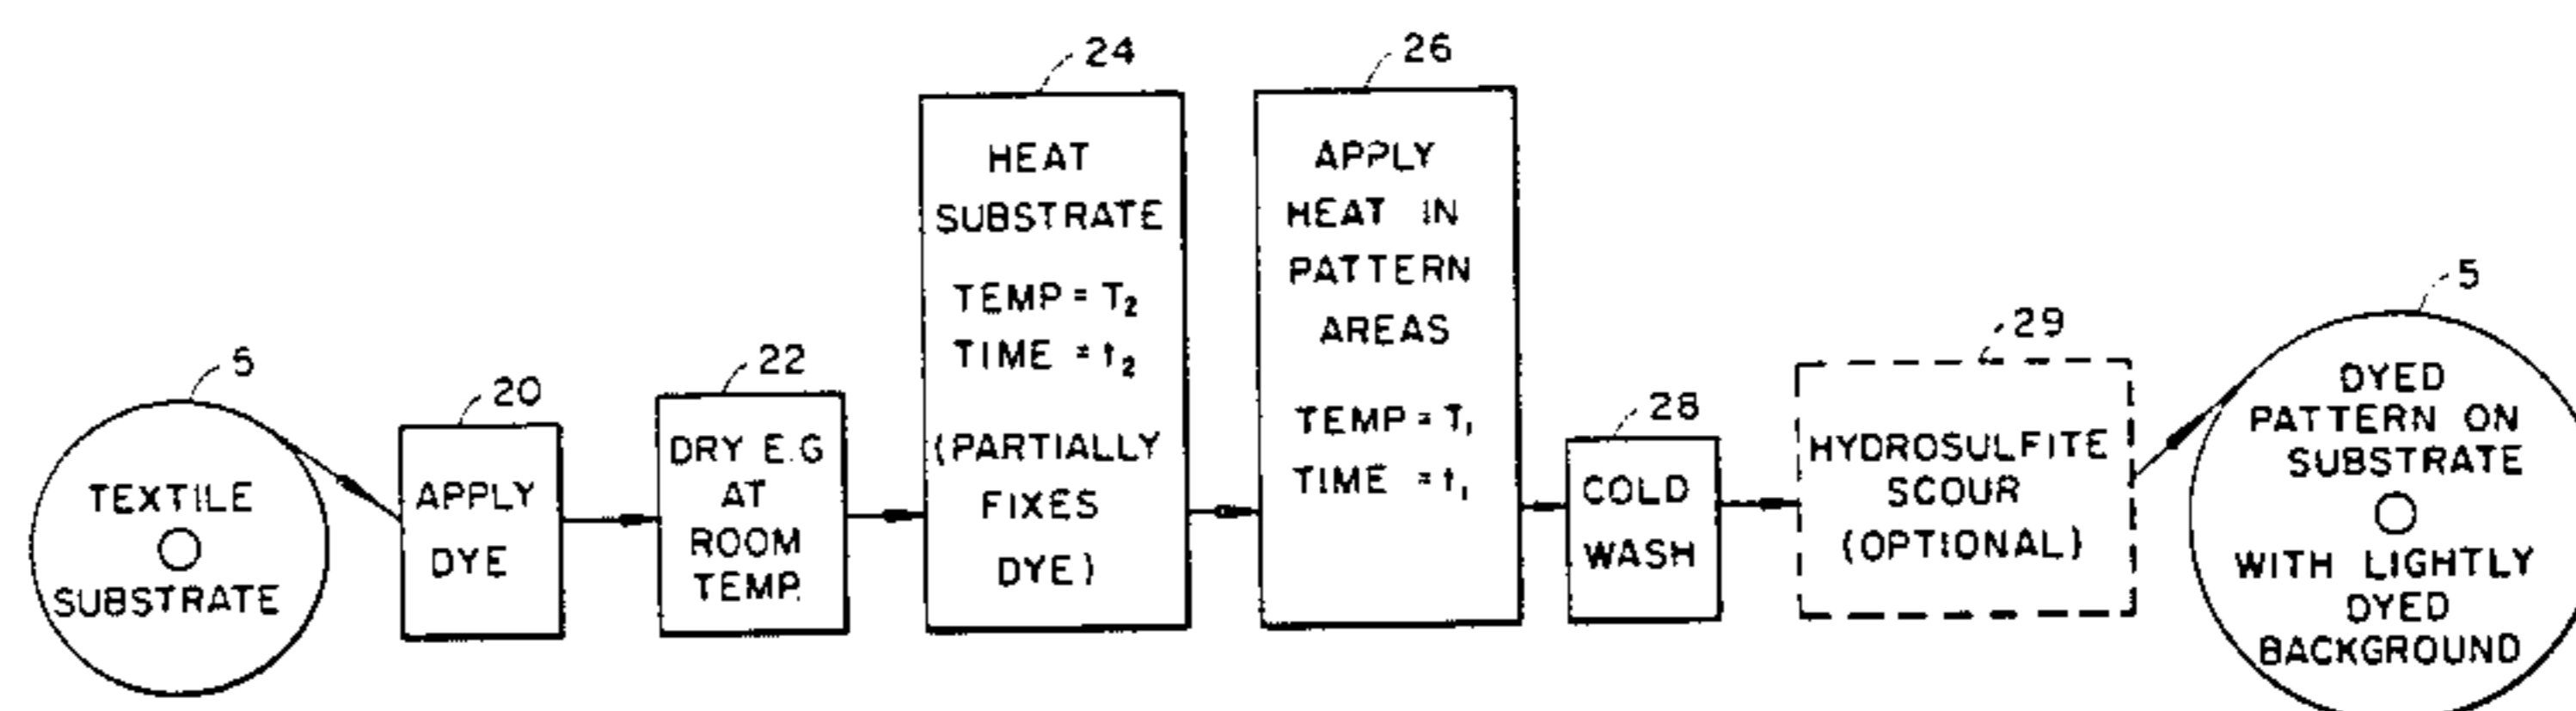 5
TEXTILE
SUBSTRATE
20
APPLY
DYE
22
DRY E.G
AT
ROOM
TEMP.
24
HEAT
SUBSTRATE
TEMP = T₂
TIME = t₂
(PARTIALLY
FIXES
DYE)
26
APPLY
HEAT IN
PATTERN
AREAS
TEMP = T₁
TIME = t₁
28
COLD
WASH
29
HYDROSULFITE
SCOUR
(OPTIONAL)
5
DYED
PATTERN ON
SUBSTRATE
WITH LIGHTLY
DYED
BACKGROUND